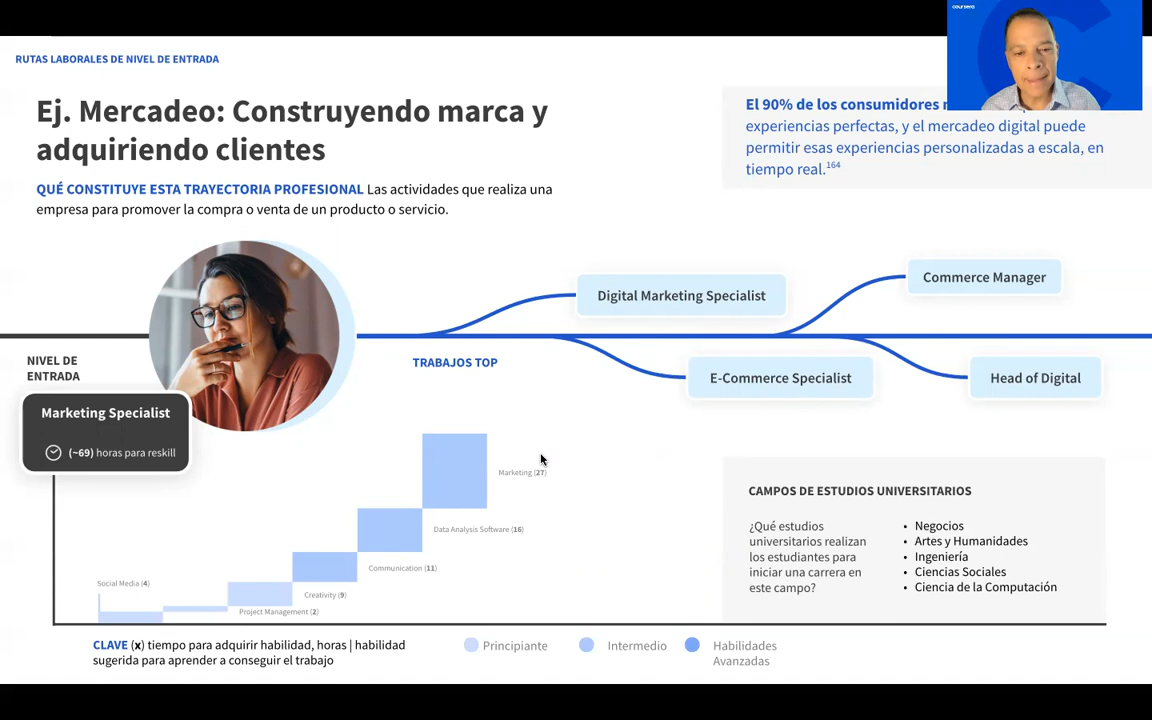 coursera
RUTAS LABORALES DE NIVEL DE ENTRADA
Ej. Mercadeo: Construyendo marca y
adquiriendo clientes
QUÉ CONSTITUYE ESTA TRAYECTORIA PROFESIONAL Las actividades que realiza una
empresa para promover la compra o venta de un producto o servicio.
El 90% de los consumidores
experiencias perfectas, y el mercadeo digital puede
permitir esas experiencias personalizadas a escala, en
tiempo real.164
Digital Marketing Specialist
Commerce Manager
TRABAJOS TOP
E-Commerce Specialist
Head of Digital
NIVEL DE
ENTRADA
Marketing Specialist
(~69) horas para reskill
Marketing (27)
Data Analysis Software (16)
Communication (11)
Social Media (4)
Creativity (9)
Project Management (2)
CAMPOS DE ESTUDIOS UNIVERSITARIOS
¿Qué estudios
universitarios realizan
los estudiantes para
iniciar una carrera en
este campo?
• Negocios
• Artes y Humanidades
• Ingeniería
• Ciencias Sociales
• Ciencia de la Computación
CLAVE (x) tiempo para adquirir habilidad, horas | habilidad
sugerida para aprender a conseguir el trabajo
Principiante
Intermedio
Habilidades
Avanzadas